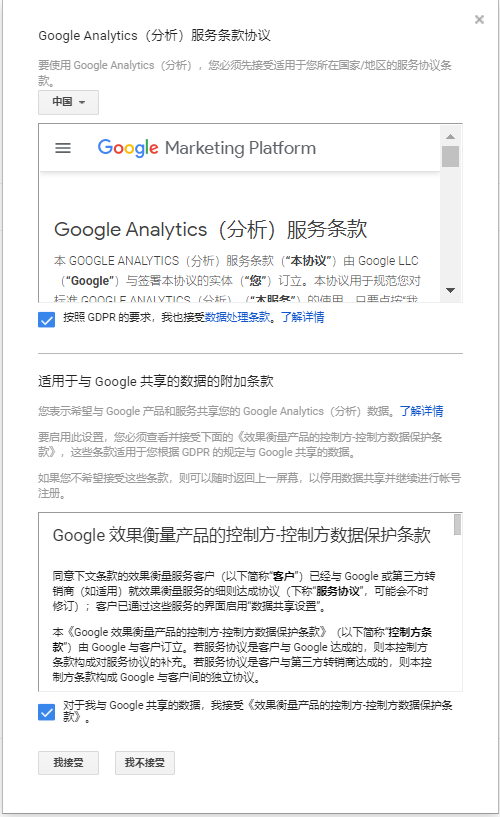 Google Analytics（分析）服务条款协议
要使用 Google Analytics（分析），您必须先接受适用于您所在国家/地区的服务协议条
款。
中国
Google Marketing Platform
Google Analytics（分析）服务条款
本 GOOGLE ANALYTICS（分析）服务条款（“本协议”）由 Google LLC
（“Google”）与签署本协议的实体（“您”）订立。本协议用于规范您对
标准 GOOGLE ANALYTICS（分析）（“本服务”）的使用。只要点按“我
按照 GDPR 的要求，我也接受数据处理条款。了解详情
适用于与 Google 共享的数据的附加条款
您表示希望与 Google 产品和服务共享您的 Google Analytics（分析）数据。了解详情
要启用此设置，您必须查看并接受下面的《效果衡量产品的控制方-控制方数据保护条
款》，这些条款适用于您根据 GDPR 的规定与 Google 共享的数据。
如果您不希望接受这些条款，则可以随时返回上一屏幕，以停用数据共享并继续进行帐号
注册。
Google 效果衡量产品的控制方-控制方数据保护条款
同意下文条款的效果衡量服务客户（以下简称“客户”）已经与 Google 或第三方转
销商（如适用）就效果衡量服务的细则达成协议（下称“服务协议”，可能会不时
修订）；客户已通过这些服务的界面启用“数据共享设置”。
本《Google 效果衡量产品的控制方-控制方数据保护条款》（以下简称“控制方条
款”）由 Google 与客户订立。若服务协议是客户与 Google 达成的，则本控制方
条款构成对服务协议的补充。若服务协议是客户与第三方转销商达成的，则本控
制方条款构成 Google 与客户间的独立协议。
对于我与 Google 共享的数据，我接受《效果衡量产品的控制方-控制方数据保护条
款》。
我接受
我不接受